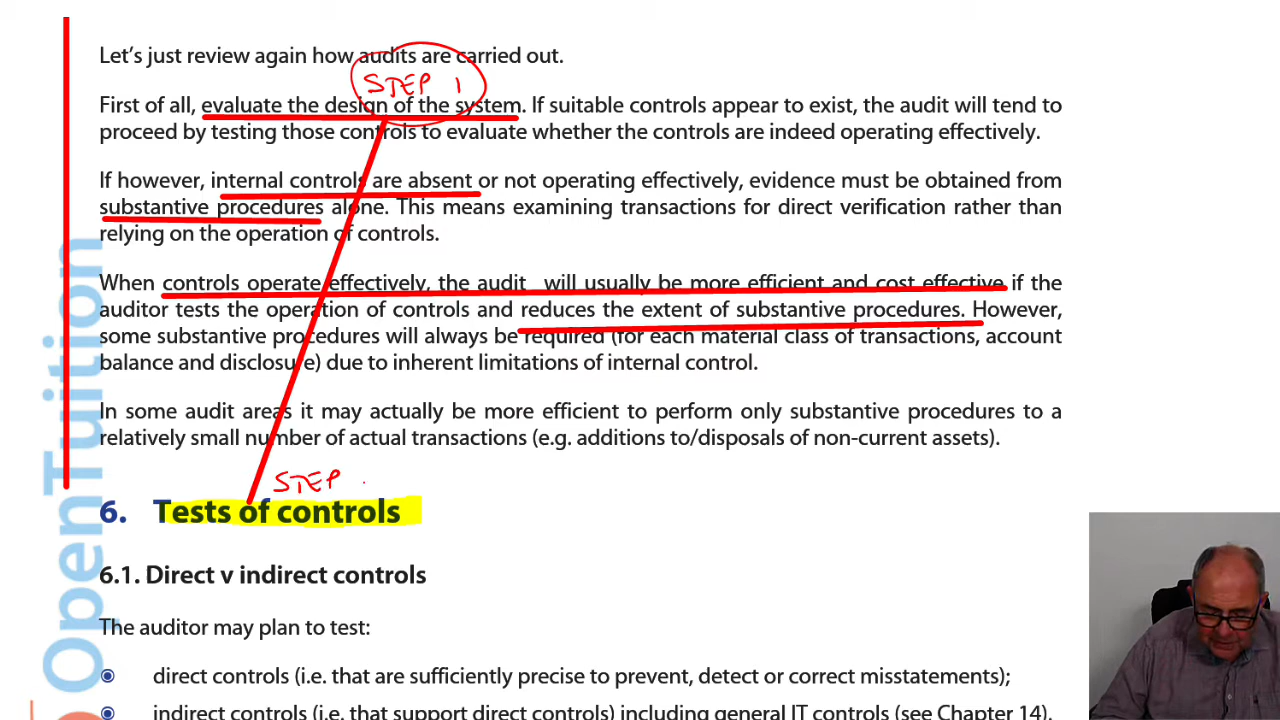 Let's just review again how audits are carried out.
STEP 1
First of all, evaluate the design of the system. If suitable controls appear to exist, the audit will tend to
proceed by testing those controls to evaluate whether the controls are indeed operating effectively.
If however, internal controls are absent or not operating effectively, evidence must be obtained from
substantive procedures alone. This means examining transactions for direct verification rather than
relying on the operation of controls.
When controls operate effectively, the audit will usually be more efficient and cost effective if the
auditor tests the operation of controls and reduces the extent of substantive procedures. However,
some substantive procedures will always be required (for each material class of transactions, account
balance and disclosure) due to inherent limitations of internal control.
In some audit areas it may actually be more efficient to perform only substantive procedures to a
relatively small number of actual transactions (e.g. additions to/disposals of non-current assets).
STEP
6. Tests of controls
6.1. Direct v indirect controls
The auditor may plan to test:
direct controls (i.e. that are sufficiently precise to prevent, detect or correct misstatements);
indirect controls (i.e. that support direct controls) including general IT controls (see Chapter 14).
OpenTuition